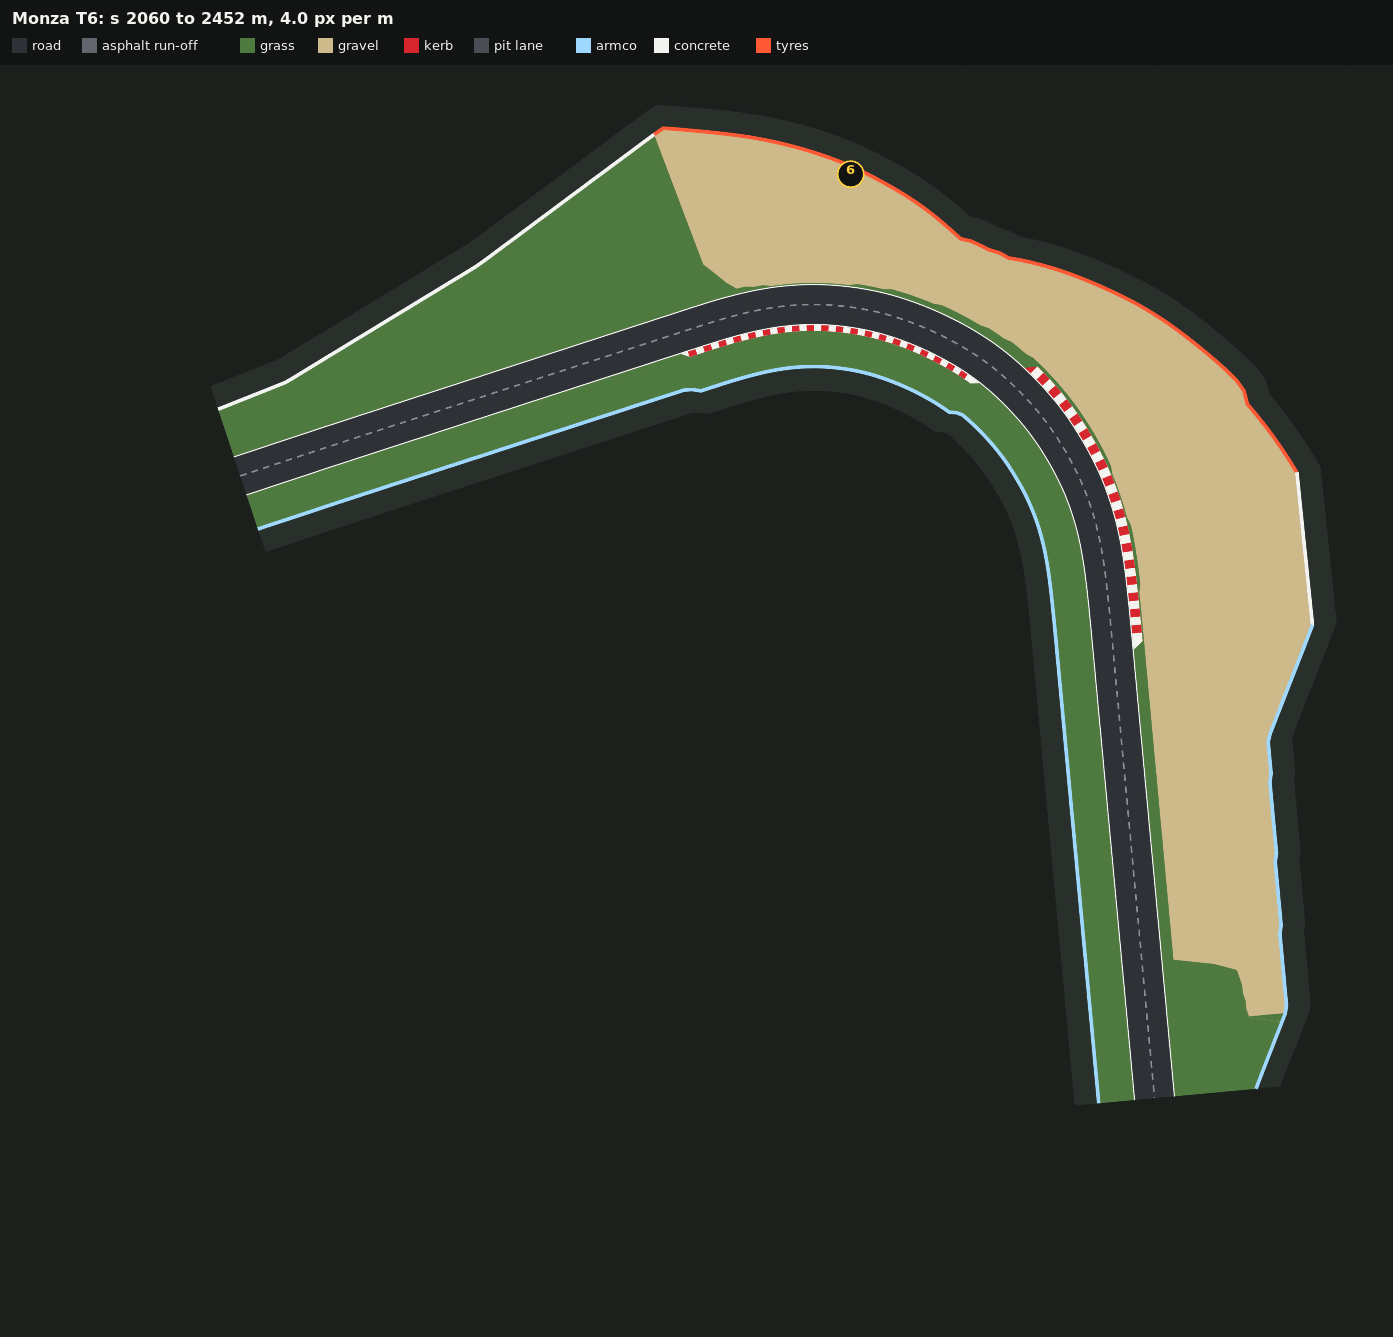 Monza T6: s 2060 to 2452 m, 4.0 px per m
road asphalt run-off grass gravel kerb pit lane armco concrete tyres
6